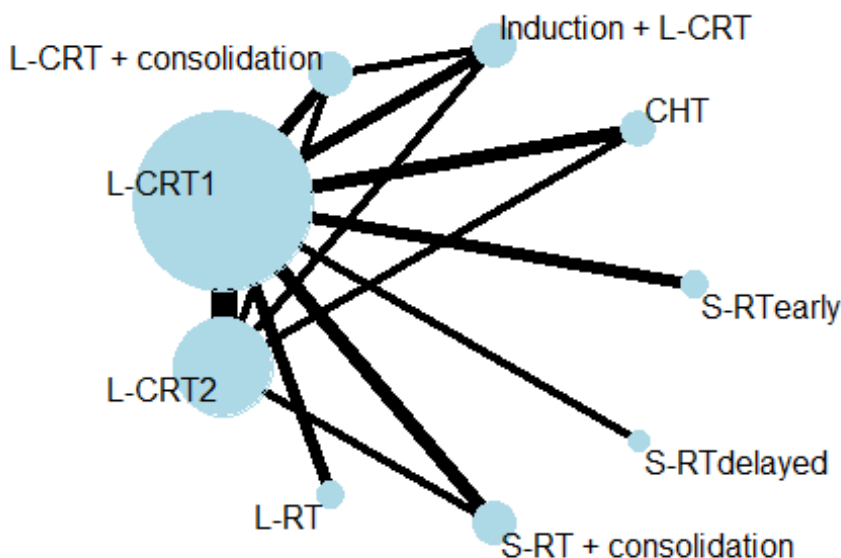 Induction + L-CRT
L-CRT + consolidation
CHT
L-CRT1
S-RTearly
L-CRT2
S-RTdelayed
L-RT
S-RT + consolidation